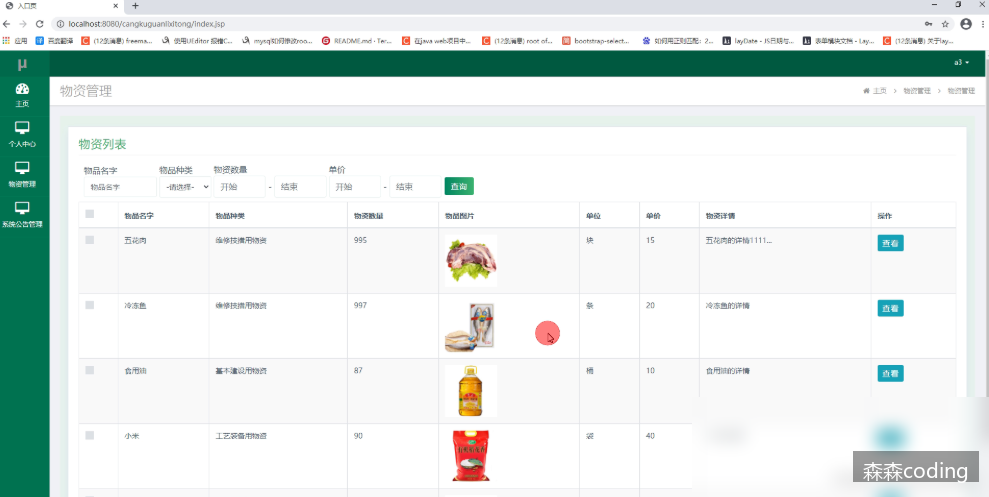 入口页
localhost:8080/cangkuguanlixitong/index.jsp
应用 百度翻译 (12条消息) freema... 使用UEditor 报错C... mysql如何修改roo... README.md · Ter... 在java web项目中... (12条消息) root of... bootstrap-select... 如何用正则匹配：2... layDate - JS日期与... 表单模块文档 - Lay... (12条消息) 关于lay...
μ
a3
主页
个人中心
物资管理
系统公告管理
物资管理
主页 > 物资管理 > 物资管理
物资列表
物品名字 物品种类 物资数量 单价
物品名字 -请选择- 开始 - 结束 开始 - 结束 查询
物品名字 物品种类 物资数量 物品图片 单位 单价 物资详情 操作
五花肉 维修技措用物资 995 块 15 五花肉的详情1111... 查看
冷冻鱼 维修技措用物资 997 条 20 冷冻鱼的详情 查看
食用油 基本建设用物资 87 桶 10 食用油的详情 查看
小米 工艺装备用物资 90 袋 40
森森coding